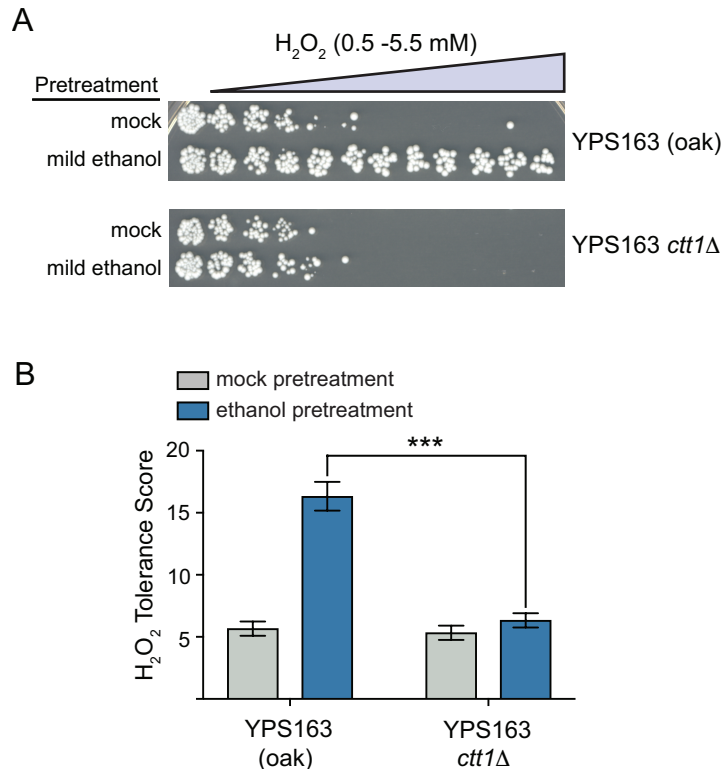 A
H₂O₂ (0.5 -5.5 mM)
Pretreatment
mock
mild ethanol
YPS163 (oak)
mock
mild ethanol
YPS163 ctt1Δ
B
mock pretreatment
ethanol pretreatment
***
H₂O₂ Tolerance Score
20
15
10
5
YPS163
(oak)
YPS163
ctt1Δ